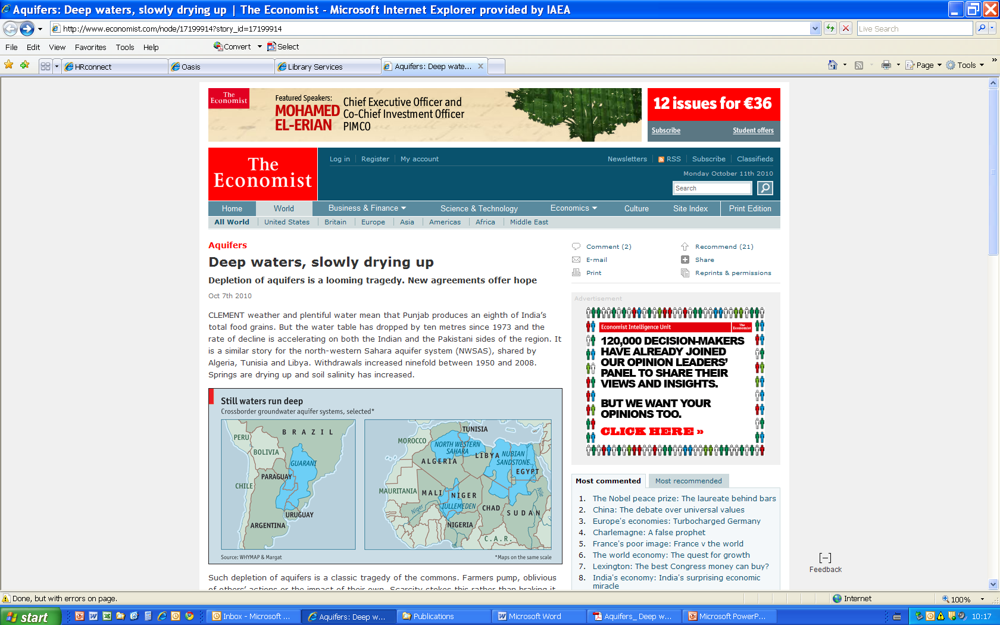 Aquifers: Deep waters, slowly drying up | The Economist - Microsoft Internet Explorer provided by IAEA
http://www.economist.com/node/17199914?story_id=17199914
Live Search
File Edit View Favorites Tools Help
Convert Select
HRconnect
Oasis
Library Services
Aquifers: Deep wate...
Page Tools
The Economist
Featured Speakers:
MOHAMED
EL-ERIAN
Chief Executive Officer and
Co-Chief Investment Officer
PIMCO
12 issues for €36
Subscribe Student offers
The
Economist
Log in Register My account
Newsletters RSS Subscribe Classifieds
Monday October 11th 2010
Search
Home World Business & Finance Science & Technology Economics Culture Site Index Print Edition
All World United States Britain Europe Asia Americas Africa Middle East
Aquifers
Deep waters, slowly drying up
Depletion of aquifers is a looming tragedy. New agreements offer hope
Oct 7th 2010
CLEMENT weather and plentiful water mean that Punjab produces an eighth of India's
total food grains. But the water table has dropped by ten metres since 1973 and the
rate of decline is accelerating on both the Indian and the Pakistani sides of the region. It
is a similar story for the north-western Sahara aquifer system (NWSAS), shared by
Algeria, Tunisia and Libya. Withdrawals increased ninefold between 1950 and 2008.
Springs are drying up and soil salinity has increased.
Still waters run deep
Crossborder groundwater aquifer systems, selected*
BRAZIL
PERU
BOLIVIA
GUARANI
PARAGUAY
CHILE
URUGUAY
ARGENTINA
TUNISIA
MOROCCO
NORTH WESTERN
SAHARA
ALGERIA
LIBYA
NUBIAN
SANDSTONE
EGYPT
MAURITANIA
MALI
NIGER
Nile
IULLEMEDEN
Niger
CHAD
SUDAN
NIGERIA
C.A.R.
Source: WHYMAP & Margat
*Maps on the same scale
Such depletion of aquifers is a classic tragedy of the commons. Farmers pump, oblivious
of others' actions or the impact of their own. Scarcity stokes this rather than braking it
Comment (2)
Recommend (21)
E-mail
Share
Print
Reprints & permissions
Advertisement
Economist Intelligence Unit
The Economist
120,000 DECISION-MAKERS
HAVE ALREADY JOINED
OUR OPINION LEADERS'
PANEL TO SHARE THEIR
VIEWS AND INSIGHTS.
BUT WE WANT YOUR
OPINIONS TOO.
CLICK HERE »
Most commented Most recommended
1. The Nobel peace prize: The laureate behind bars
2. China: The debate over universal values
3. Europe's economies: Turbocharged Germany
4. Charlemagne: A false prophet
5. France's poor image: France v the world
6. The world economy: The quest for growth
7. Lexington: The best Congress money can buy?
8. India's economy: India's surprising economic
miracle
[–]
Feedback
Done, but with errors on page.
Internet
100%
start
Inbox - Microsoft ...
Aquifers: Deep w...
Publications
Microsoft Word
Aquifers_ Deep w...
Microsoft PowerP...
10:17